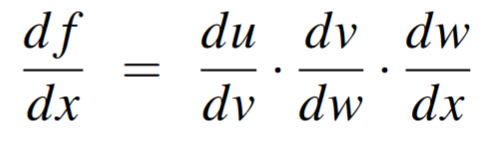 df/dx = du/dv · dv/dw · dw/dx